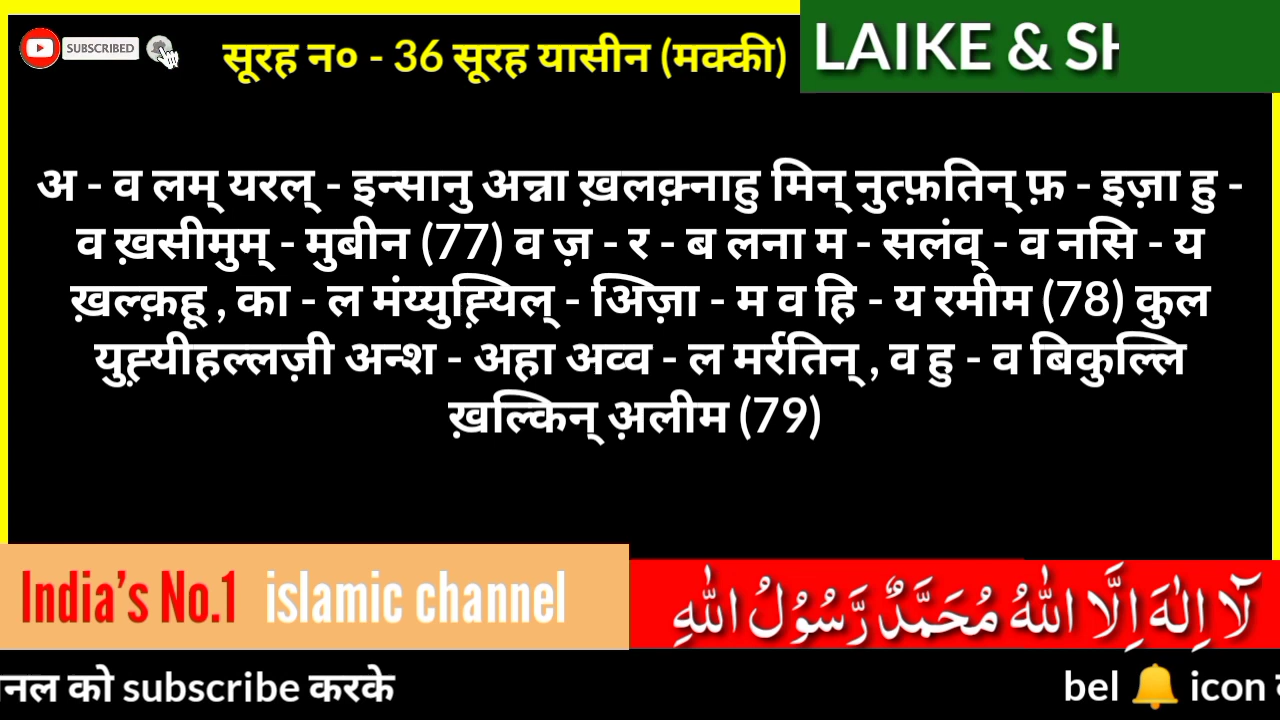 SUBSCRIBED
सूरह न० - 36 सूरह यासीन (मक्की)
LAIKE & SH
अ - व लम् यरल् - इन्सानु अन्ना ख़लक़्नाहु मिन् नुत्फ़तिन् फ़ - इज़ा हु -
व ख़सीमुम् - मुबीन (77) व ज़ - र - ब लना म - सलंव् - व नसि - य
ख़ल्क़हू , का - ल मंय्युह़्यिल् - अि़ज़ा - म व हि - य रमीम (78) कुल
युह़्यीहल्लज़ी अन्श - अहा अव्व - ल मर्रतिन् , व हु - व बिकुल्लि
ख़ल्किन् अ़लीम (79)
India’s No.1 islamic channel
لَآ اِلٰهَ اِلَّا اللّٰهُ مُحَمَّدٌ رَّسُوْلُ اللّٰهِ
नल को subscribe करके bel 🔔 icon